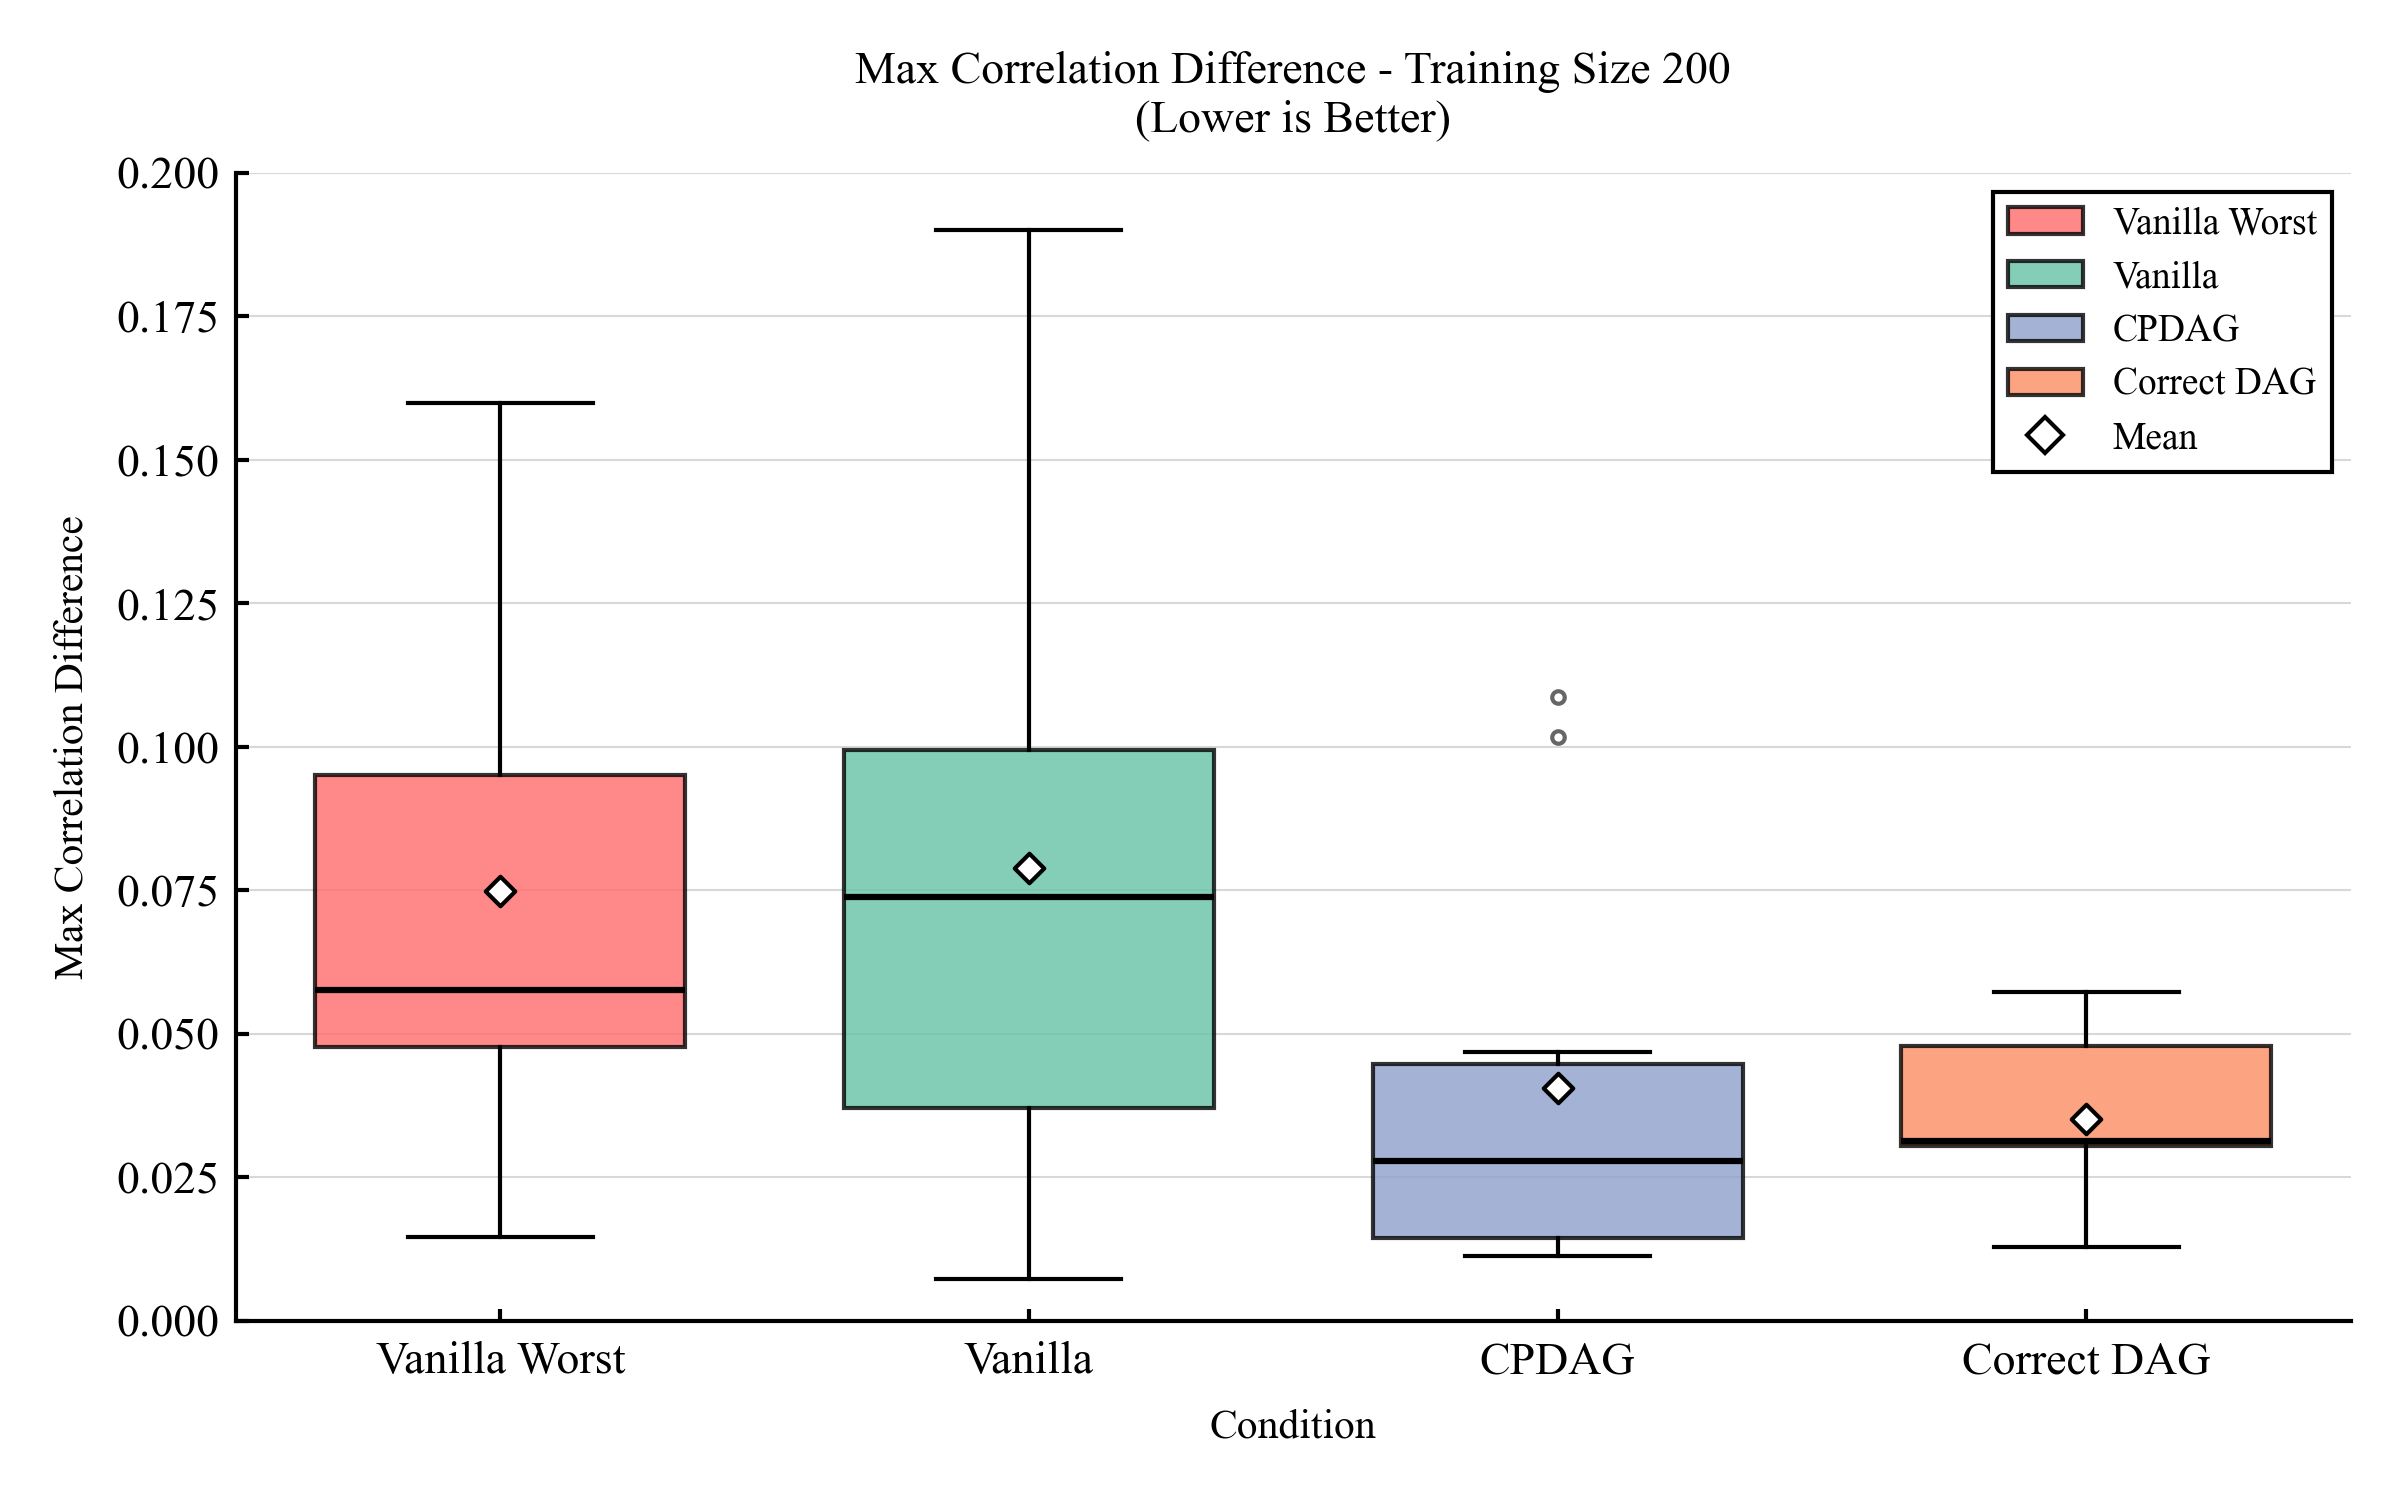 Max Correlation Difference - Training Size 200
(Lower is Better)
0.200
0.175
0.150
0.125
0.100
0.075
0.050
0.025
0.000
Max Correlation Difference
Vanilla Worst
Vanilla
CPDAG
Correct DAG
Mean
Vanilla Worst
Vanilla
CPDAG
Correct DAG
Condition